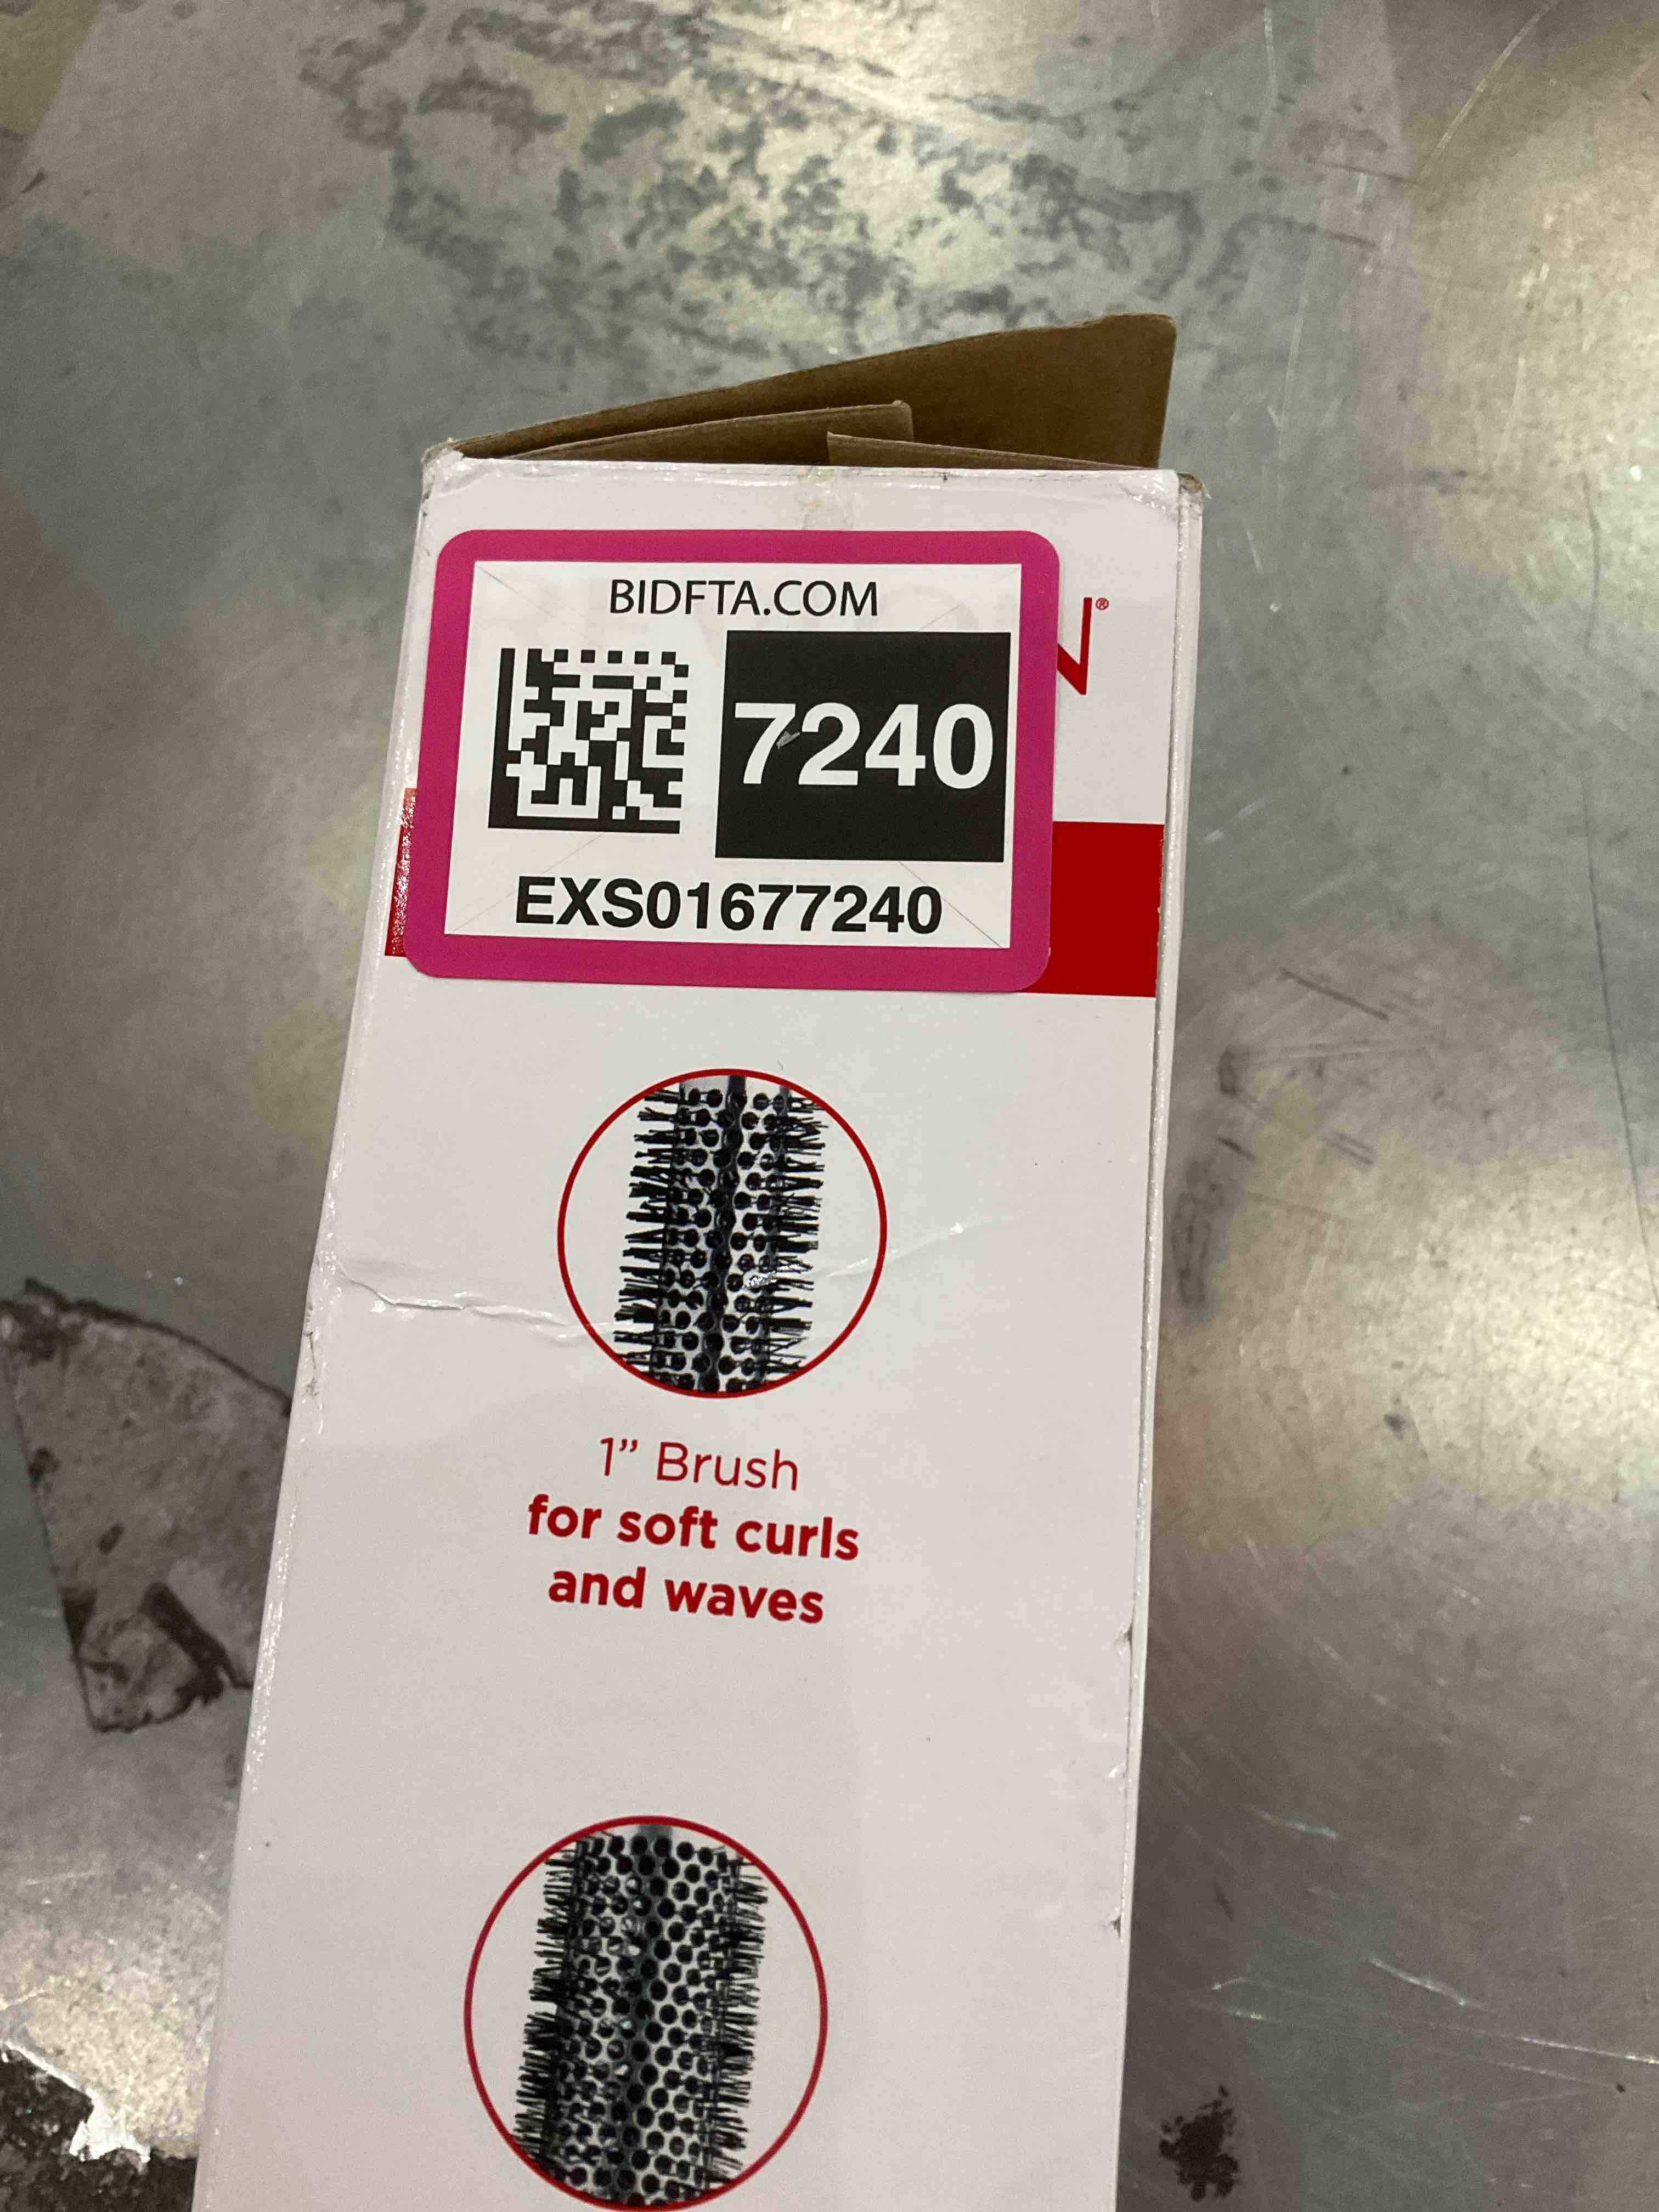 BIDFTA.COM
7240
EXS01677240
N®
1” Brush
for soft curls
and waves